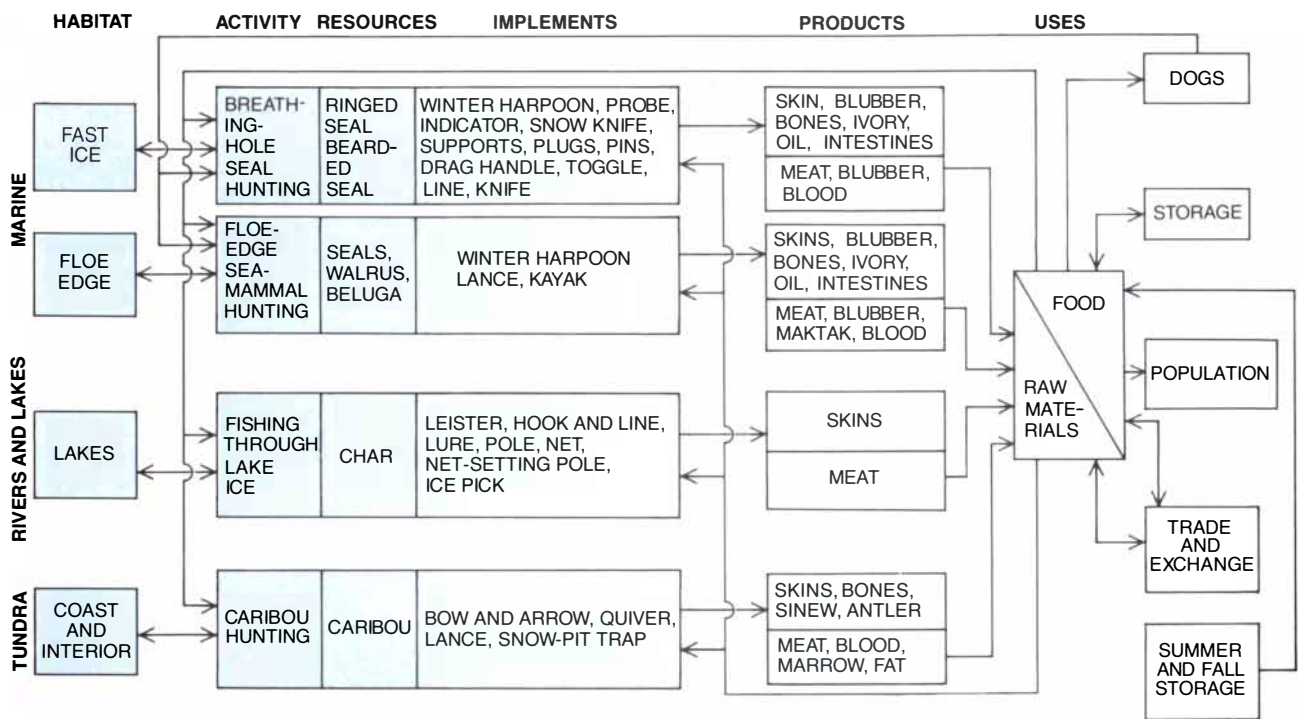 HABITAT
ACTIVITY
RESOURCES
IMPLEMENTS
PRODUCTS
USES
MARINE
FAST
ICE
BREATH-
ING-
HOLE
SEAL
HUNTING
RINGED
SEAL
BEARD-
ED
SEAL
WINTER HARPOON, PROBE,
INDICATOR, SNOW KNIFE,
SUPPORTS, PLUGS, PINS,
DRAG HANDLE, TOGGLE,
LINE, KNIFE
SKIN, BLUBBER,
BONES, IVORY,
OIL, INTESTINES
MEAT, BLUBBER,
BLOOD
FLOE
EDGE
FLOE-
EDGE
SEA-
MAMMAL
HUNTING
SEALS,
WALRUS,
BELUGA
WINTER HARPOON
LANCE, KAYAK
SKINS, BLUBBER,
BONES, IVORY,
OIL, INTESTINES
MEAT, BLUBBER,
MAKTAK, BLOOD
RIVERS AND LAKES
LAKES
FISHING
THROUGH
LAKE
ICE
CHAR
LEISTER, HOOK AND LINE,
LURE, POLE, NET,
NET-SETTING POLE,
ICE PICK
SKINS
MEAT
TUNDRA
COAST
AND
INTERIOR
CARIBOU
HUNTING
CARIBOU
BOW AND ARROW, QUIVER,
LANCE, SNOW-PIT TRAP
SKINS, BONES,
SINEW, ANTLER
MEAT, BLOOD,
MARROW, FAT
FOOD
RAW
MATE-
RIALS
DOGS
STORAGE
POPULATION
TRADE
AND
EXCHANGE
SUMMER
AND FALL
STORAGE